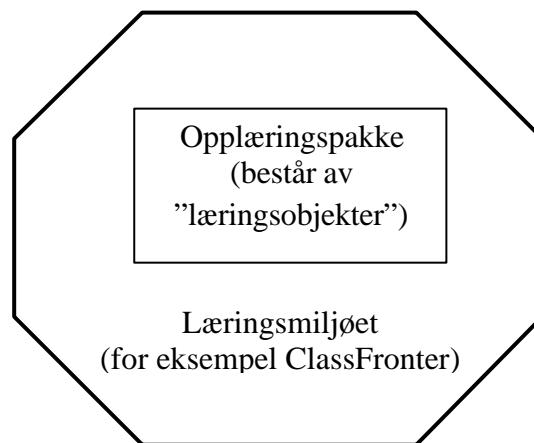 Opplæringspakke
(består av
”læringsobjekter”)
Læringsmiljøet
(for eksempel ClassFronter)